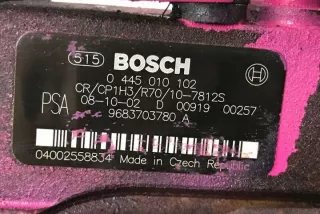 515 BOSCH
0 445 010 102
CR/CP1H3/R70/10-7812S
PSA 08-10-02 D 00919 00257
9683703780 A
04002558834 Made in Czech Republic